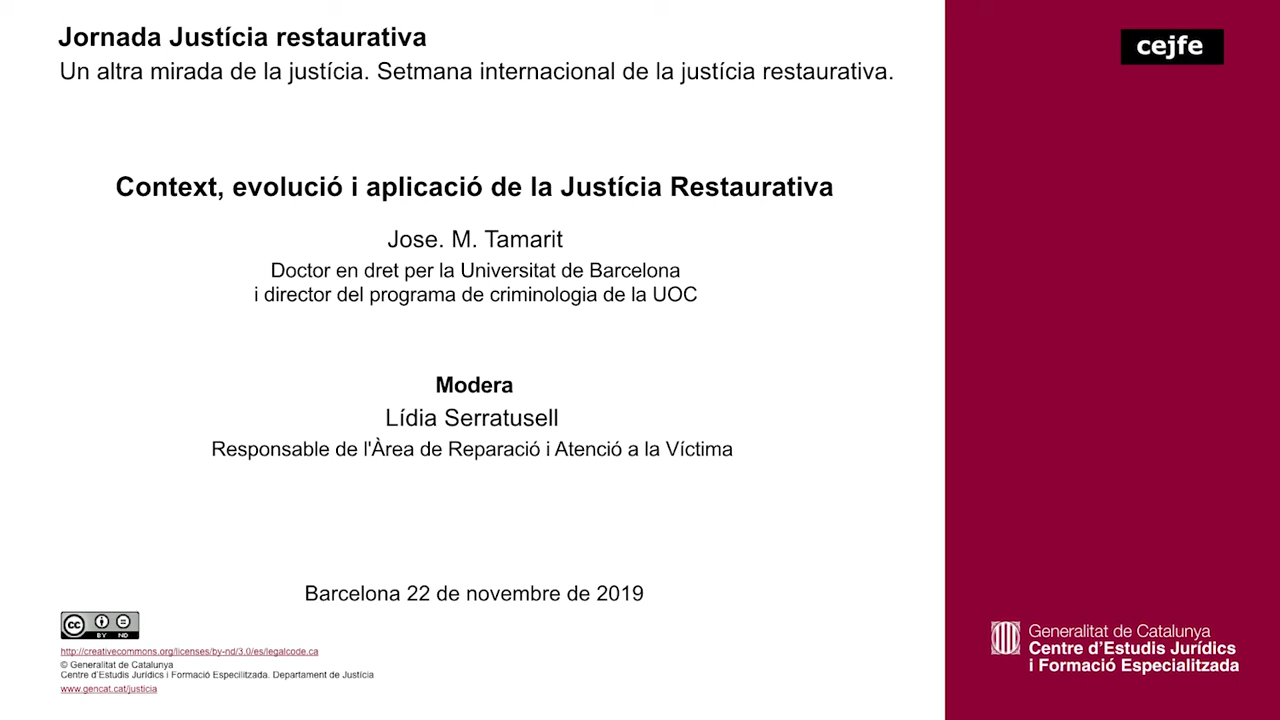 Jornada Justícia restaurativa
Un altra mirada de la justícia. Setmana internacional de la justícia restaurativa.
cejfe
Context, evolució i aplicació de la Justícia Restaurativa
Jose. M. Tamarit
Doctor en dret per la Universitat de Barcelona
i director del programa de criminologia de la UOC
Modera
Lídia Serratusell
Responsable de l'Àrea de Reparació i Atenció a la Víctima
Barcelona 22 de novembre de 2019
cc BY ND
http://creativecommons.org/licenses/by-nd/3.0/es/legalcode.ca
© Generalitat de Catalunya
Centre d'Estudis Jurídics i Formació Especilitzada. Departament de Justícia
www.gencat.cat/justicia
Generalitat de Catalunya
Centre d'Estudis Jurídics
i Formació Especialitzada